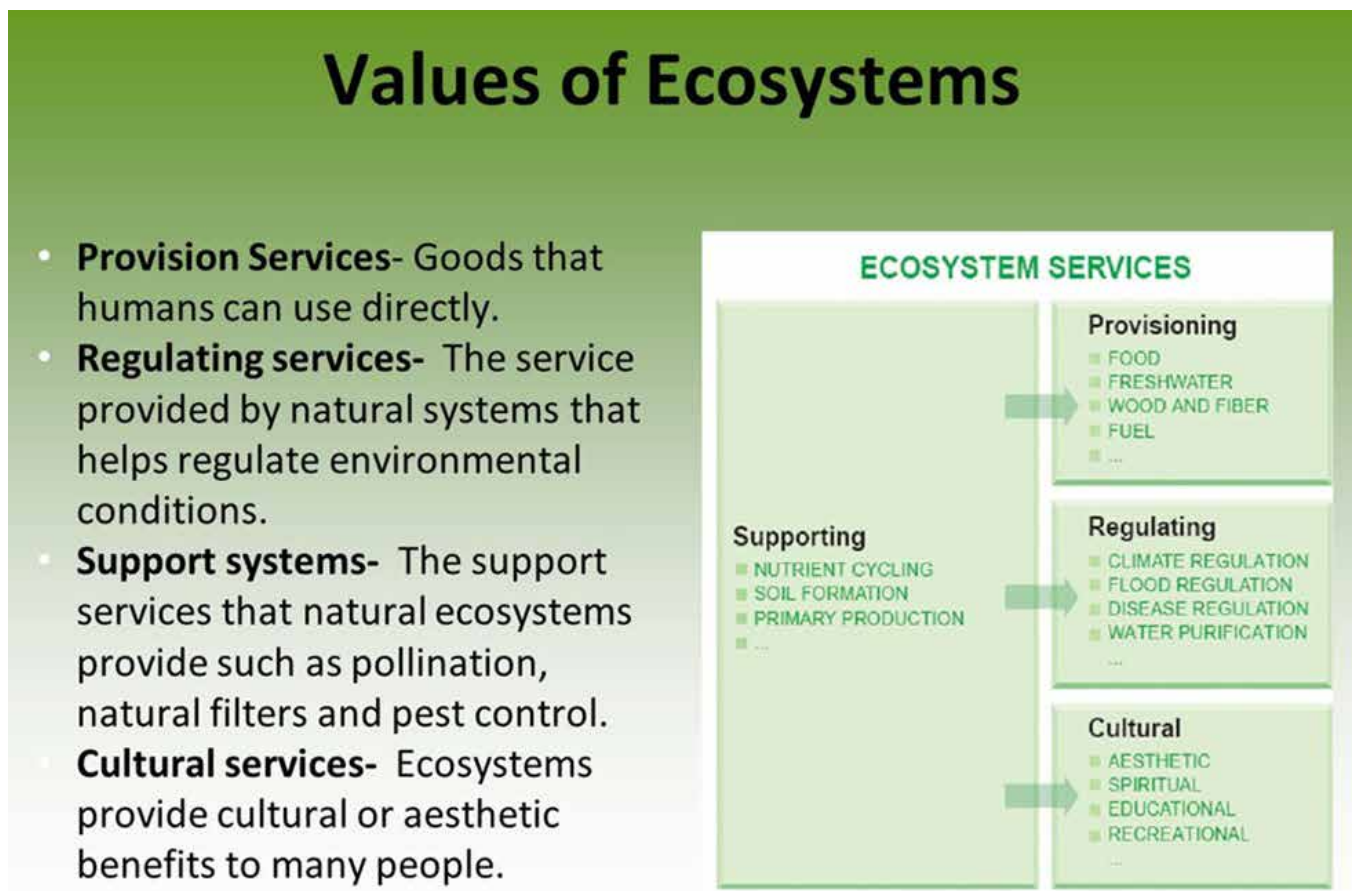 Values of Ecosystems
• Provision Services- Goods that
humans can use directly.
• Regulating services- The service
provided by natural systems that
helps regulate environmental
conditions.
• Support systems- The support
services that natural ecosystems
provide such as pollination,
natural filters and pest control.
• Cultural services- Ecosystems
provide cultural or aesthetic
benefits to many people.
ECOSYSTEM SERVICES
Supporting
NUTRIENT CYCLING
SOIL FORMATION
PRIMARY PRODUCTION
...
Provisioning
FOOD
FRESHWATER
WOOD AND FIBER
FUEL
...
Regulating
CLIMATE REGULATION
FLOOD REGULATION
DISEASE REGULATION
WATER PURIFICATION
...
Cultural
AESTHETIC
SPIRITUAL
EDUCATIONAL
RECREATIONAL
...